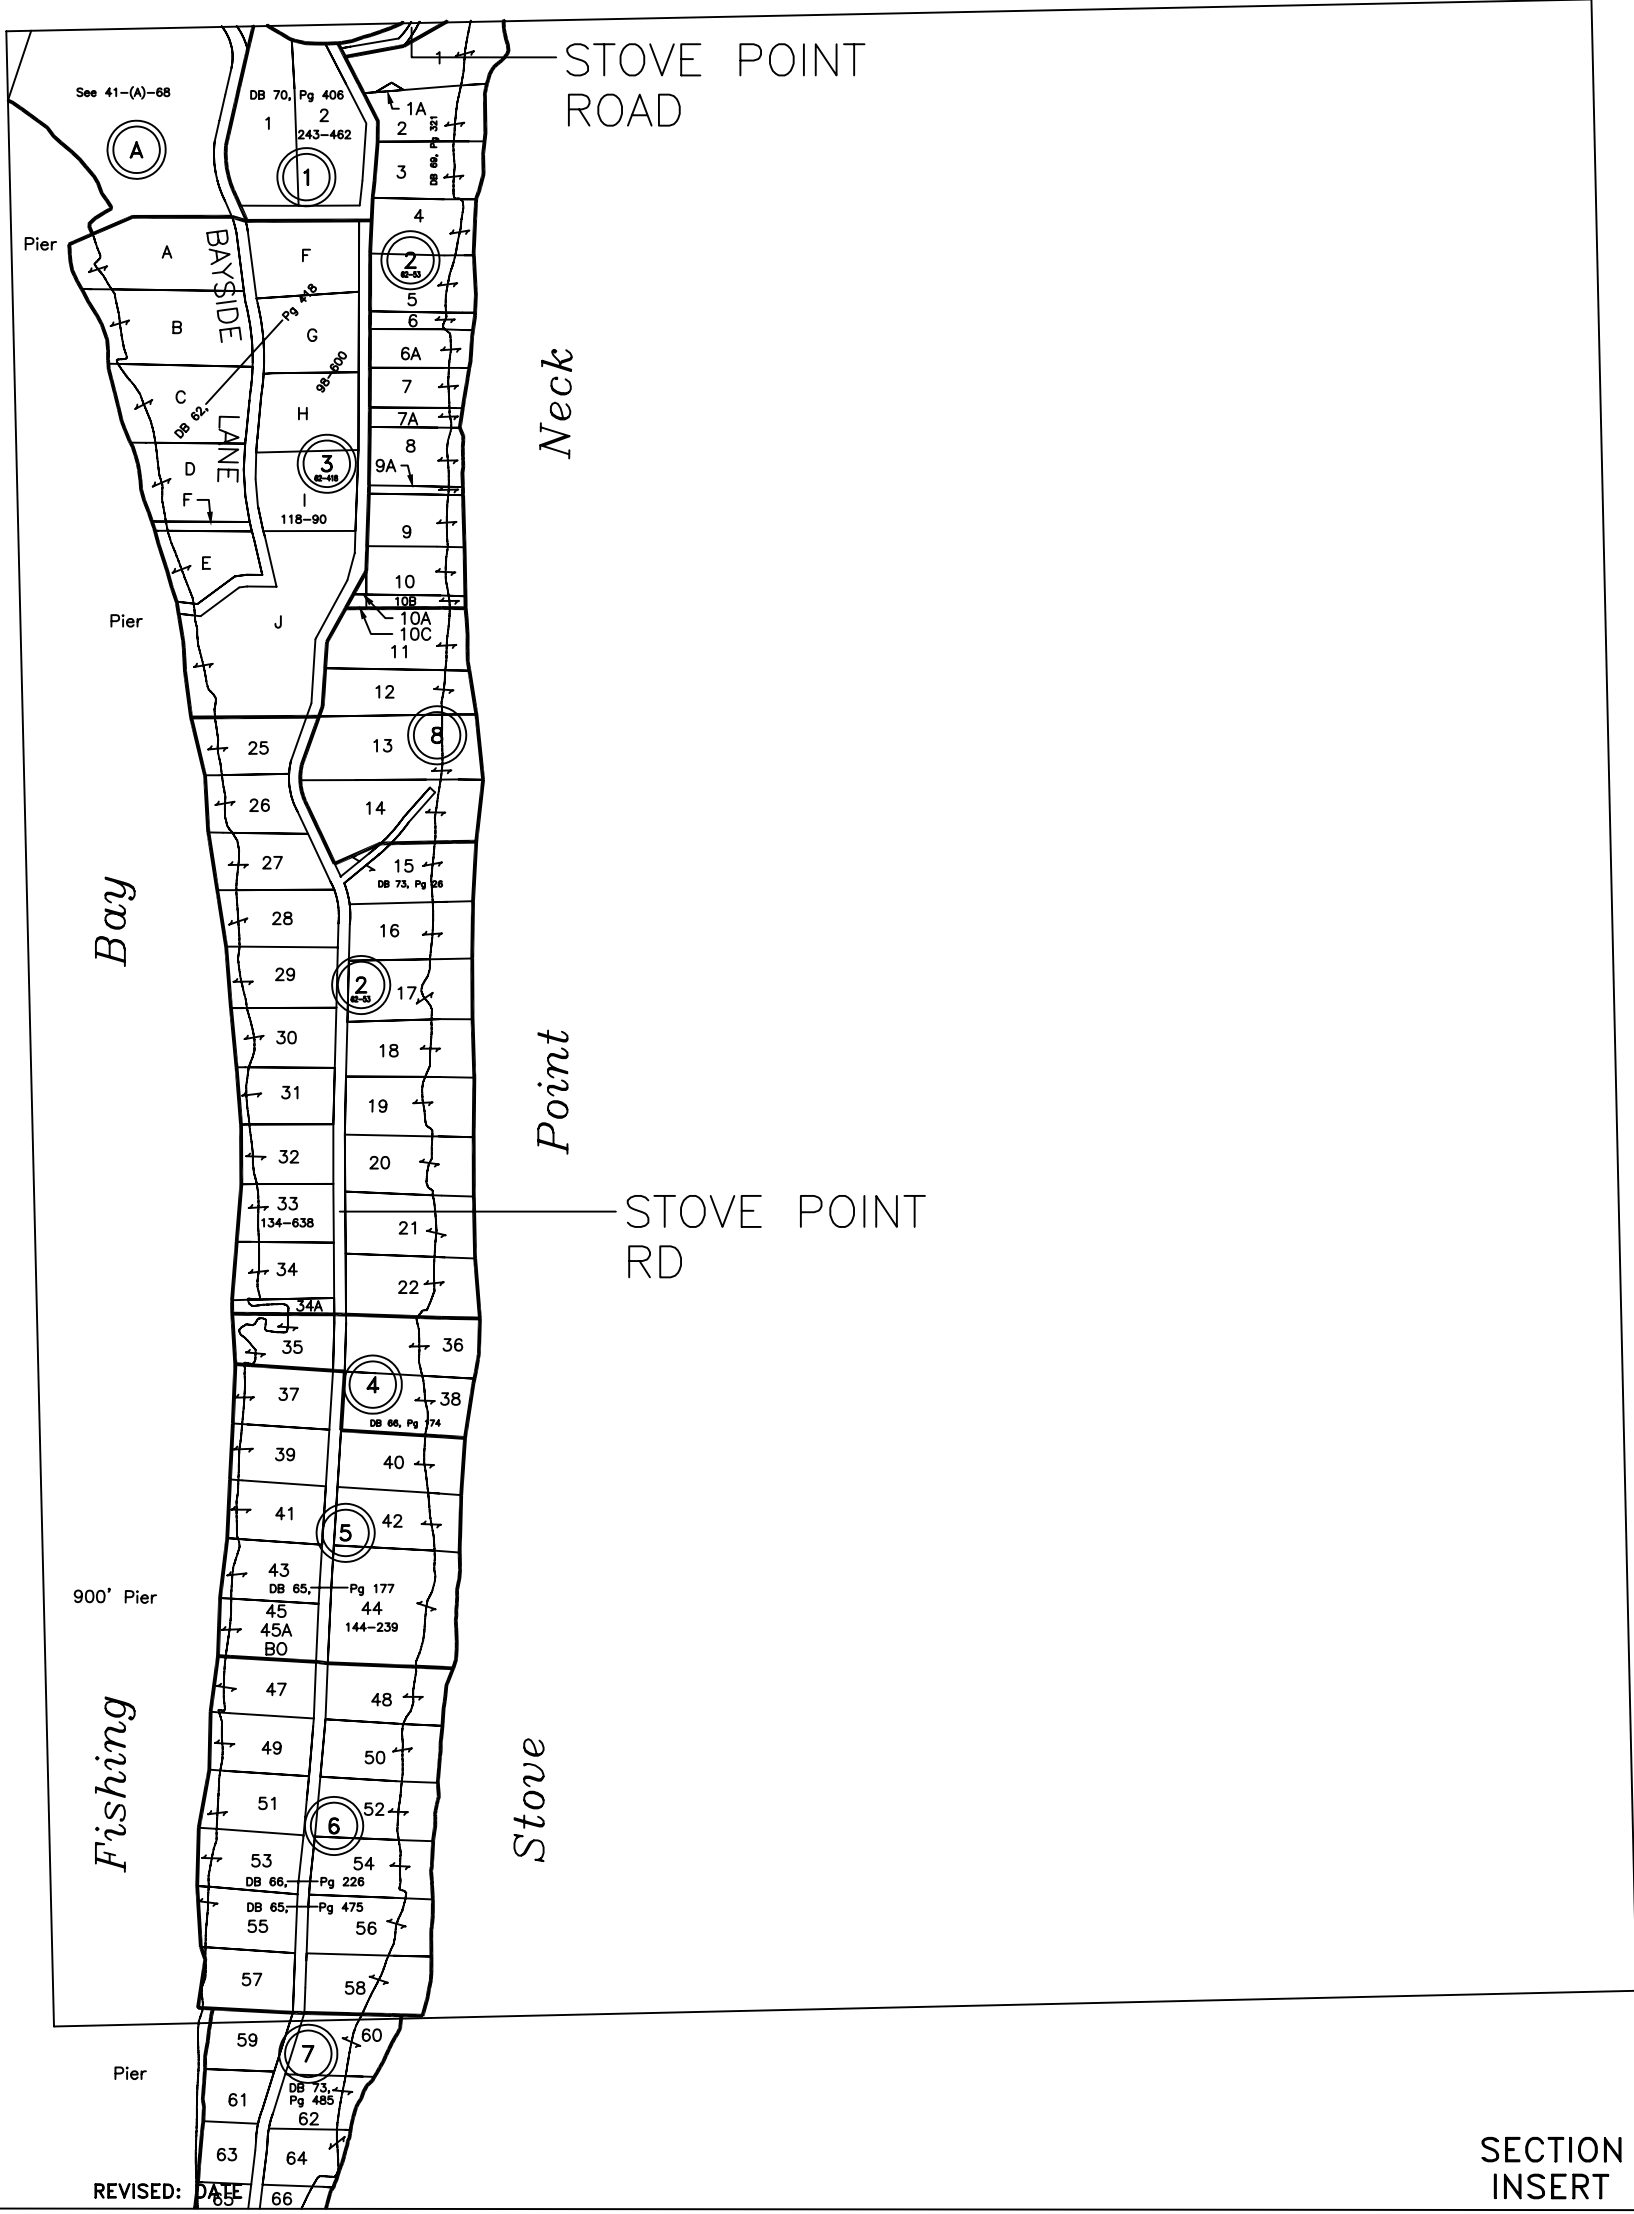 STOVE POINT
ROAD
See 41-(A)-68
A
DB 70, Pg 406
1
2
243-462
1
1
1A
2
DB 69, Pg 321
3
4
2
62-53
5
6
6A
7
7A
8
9A
9
10
10B
10A
10C
11
12
8
13
14
Pier
A
B
C
D
F
E
BAYSIDE
LANE
F
G
H
I
118-90
J
DB 62,
Pg 418
98-600
3
62-418
Neck
Pier
25
26
27
28
29
30
31
32
33
134-638
34
34A
35
15
DB 73, Pg 26
16
2
62-53
17
18
19
20
21
22
Bay
Point
STOVE POINT
RD
36
4
37
38
DB 66, Pg 174
39
40
41
5
42
43
DB 65,
Pg 177
44
144-239
45
45A
BO
900' Pier
47
48
49
50
51
52
6
53
54
DB 66,
Pg 226
DB 65,
Pg 475
55
56
57
58
Fishing
Stove
59
7
60
Pier
61
DB 73,
Pg 485
62
63
64
65
66
REVISED: DATE
SECTION
INSERT